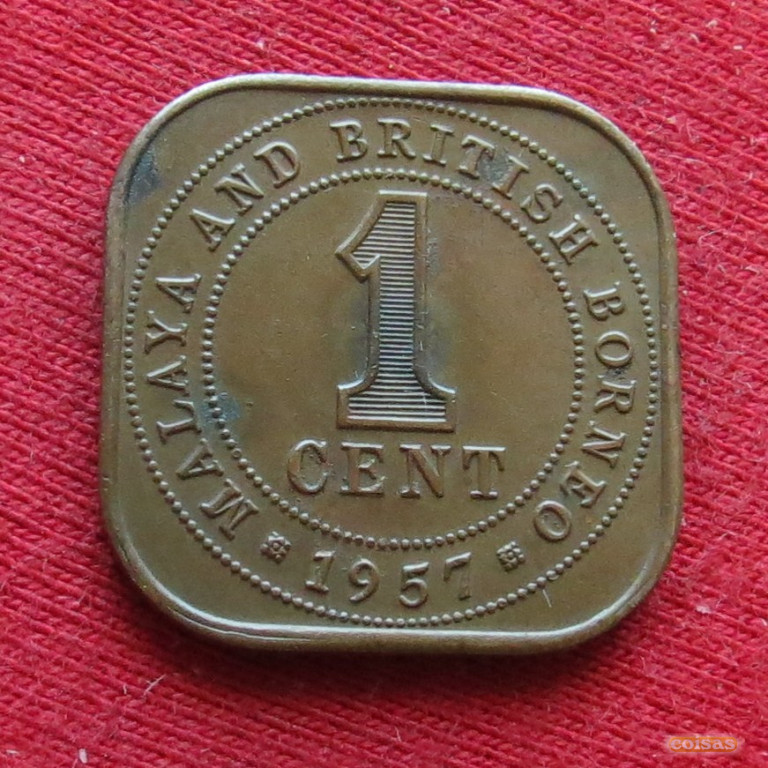 MALAYA AND BRITISH BORNEO
1
CENT
1957
coisas